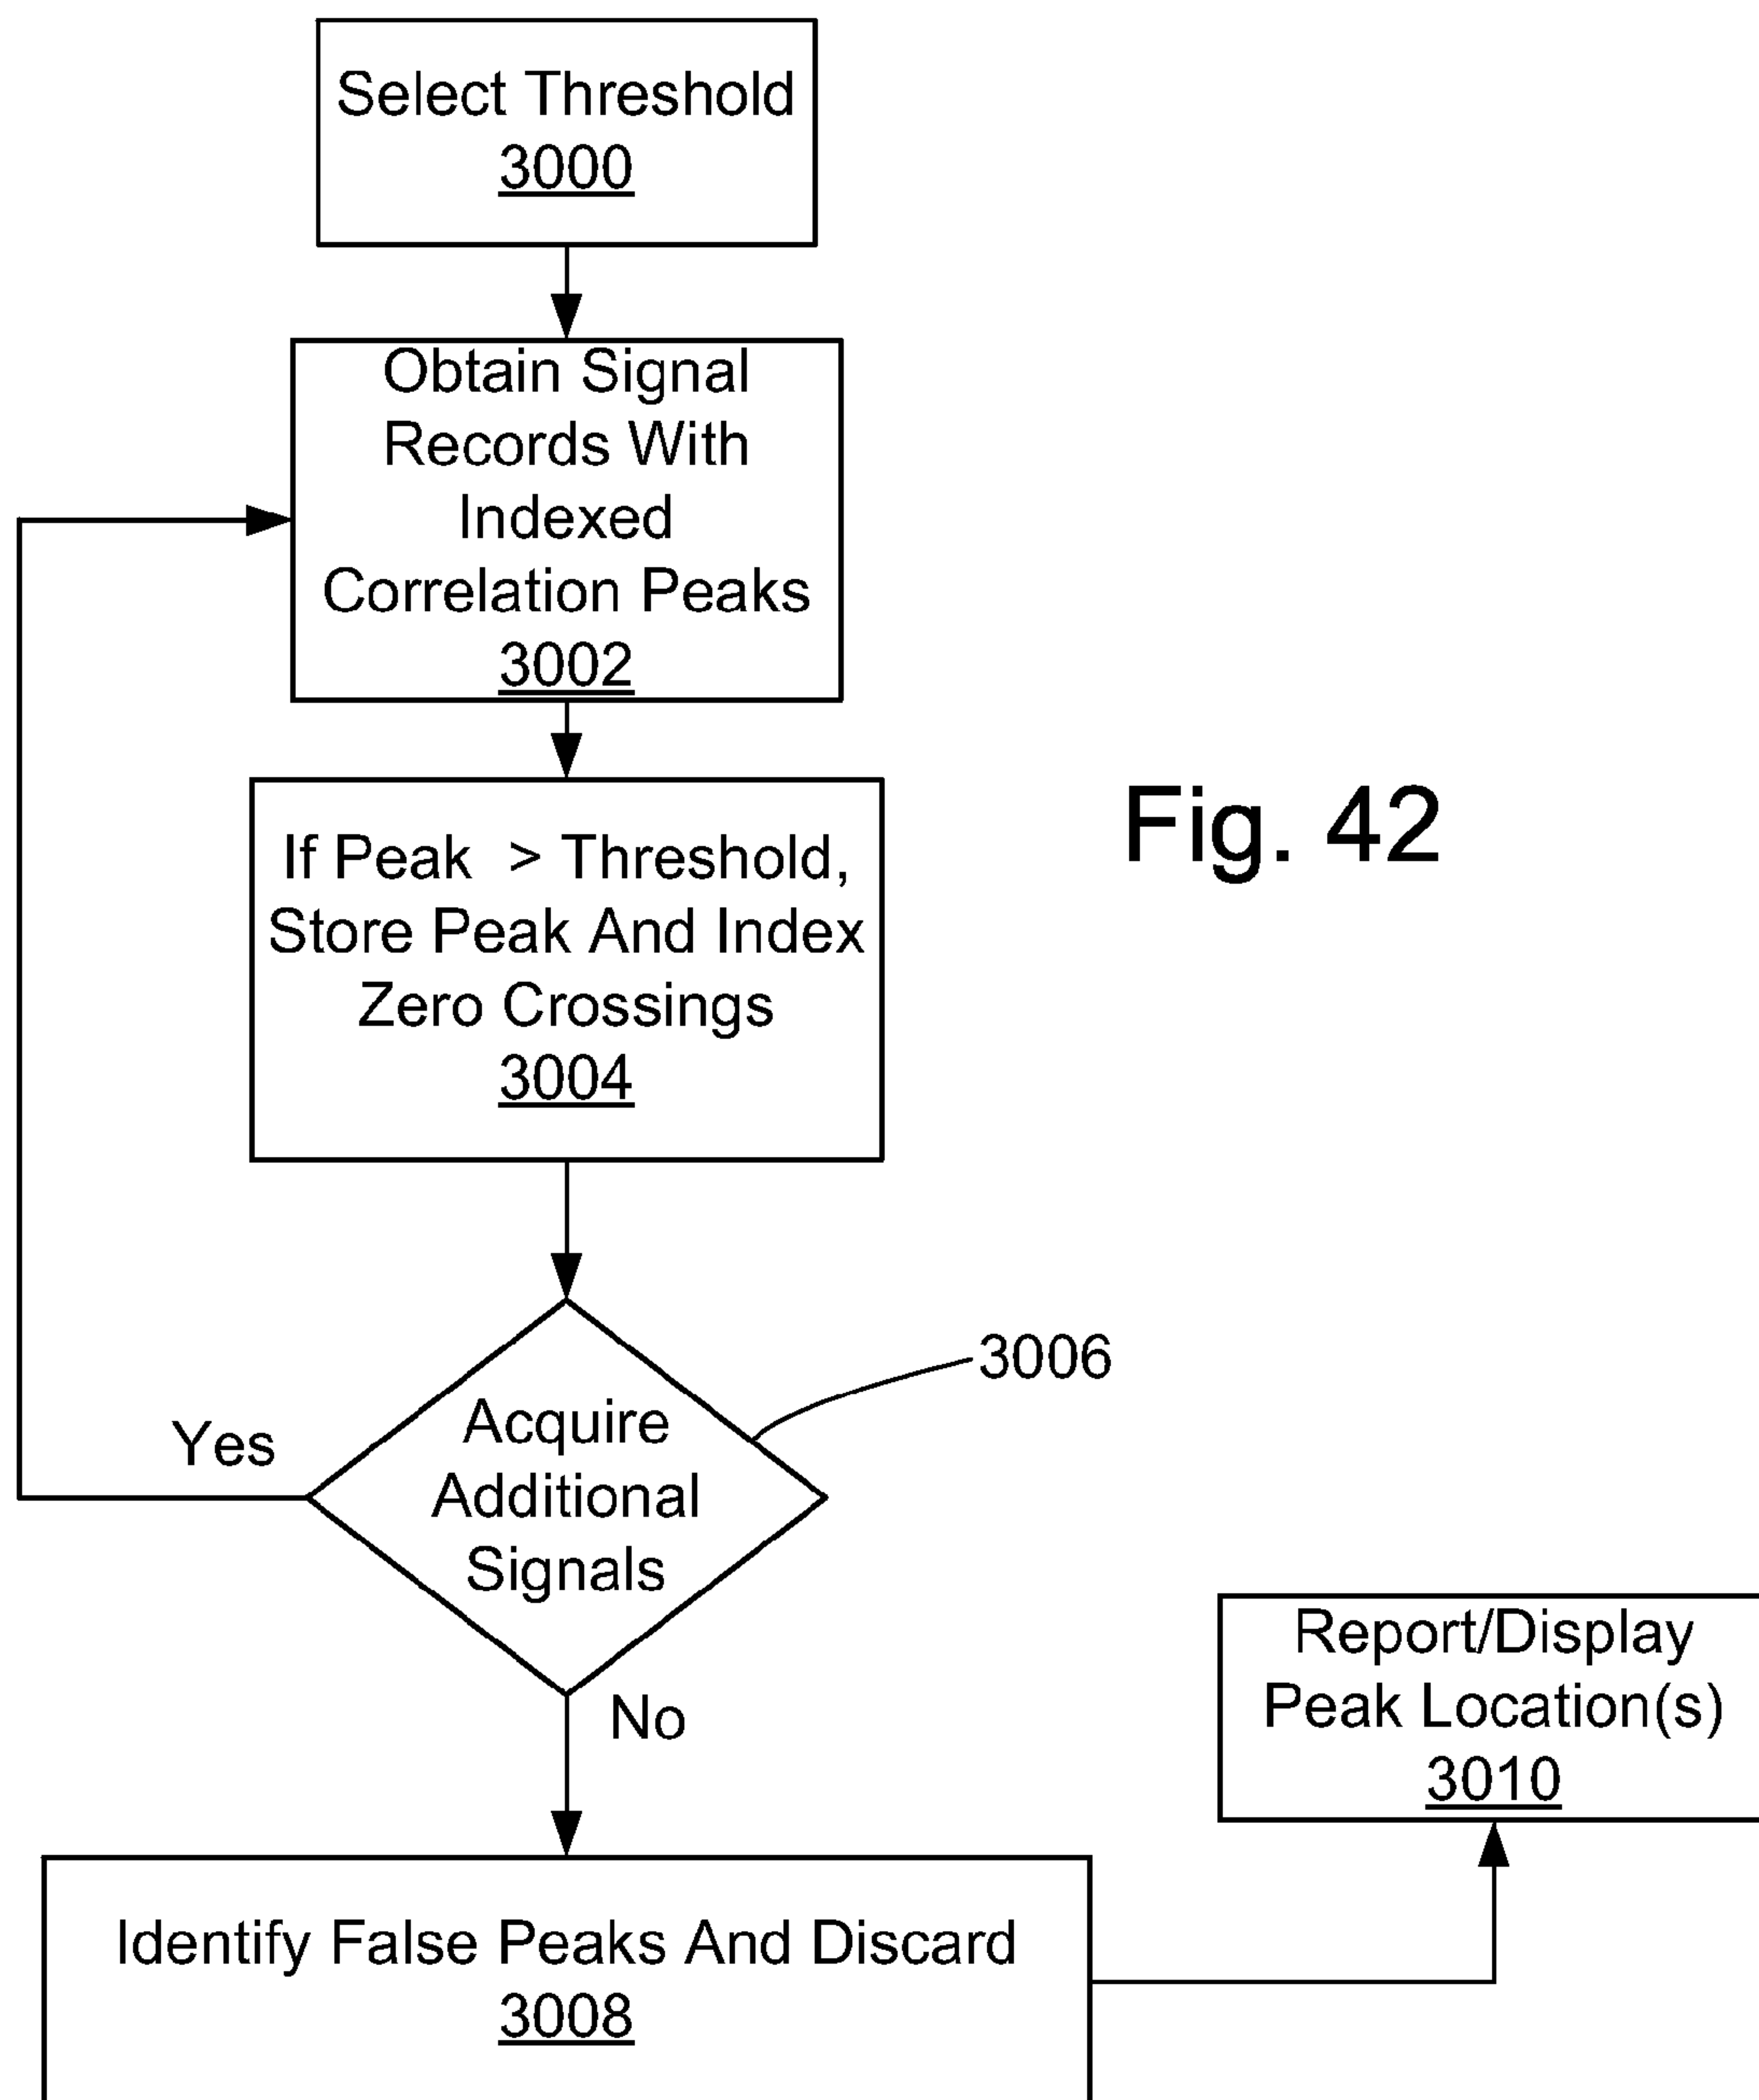 Select Threshold
3000
Obtain Signal
Records With
Indexed
Correlation Peaks
3002
If Peak > Threshold,
Store Peak And Index
Zero Crossings
3004
Fig. 42
3006
Acquire
Additional
Signals
Yes
No
Identify False Peaks And Discard
3008
Report/Display
Peak Location(s)
3010